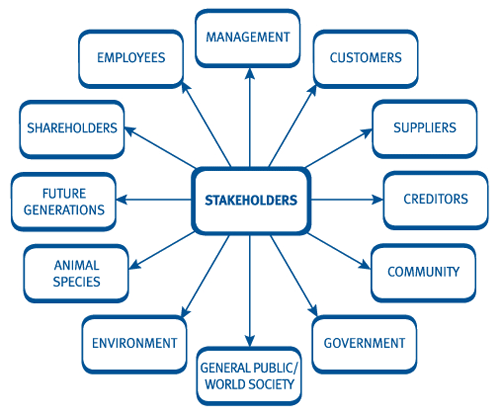 MANAGEMENT
EMPLOYEES
CUSTOMERS
SHAREHOLDERS
SUPPLIERS
FUTURE
GENERATIONS
STAKEHOLDERS
CREDITORS
ANIMAL
SPECIES
COMMUNITY
ENVIRONMENT
GOVERNMENT
GENERAL PUBLIC/
WORLD SOCIETY